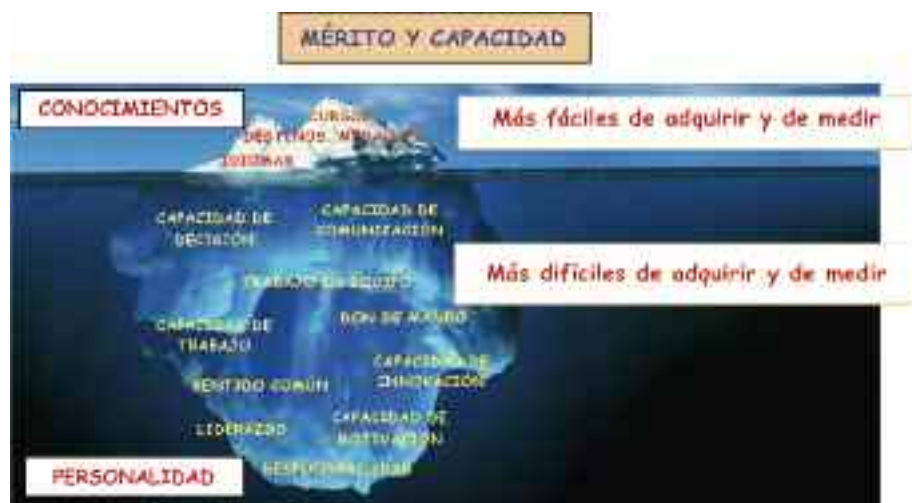 MÉRITO Y CAPACIDAD
CONOCIMIENTOS
Más fáciles de adquirir y de medir
CURSOS
DESTINOS, MEDALLAS
IDIOMAS
CAPACIDAD DE
DECISIÓN
CAPACIDAD DE
COMUNICACIÓN
Más difíciles de adquirir y de medir
TRABAJO EN EQUIPO
CAPACIDAD DE
TRABAJO
DON DE MANDO
CAPACIDAD DE
INNOVACIÓN
SENTIDO COMÚN
LIDERAZGO
CAPACIDAD DE
MOTIVACIÓN
PERSONALIDAD